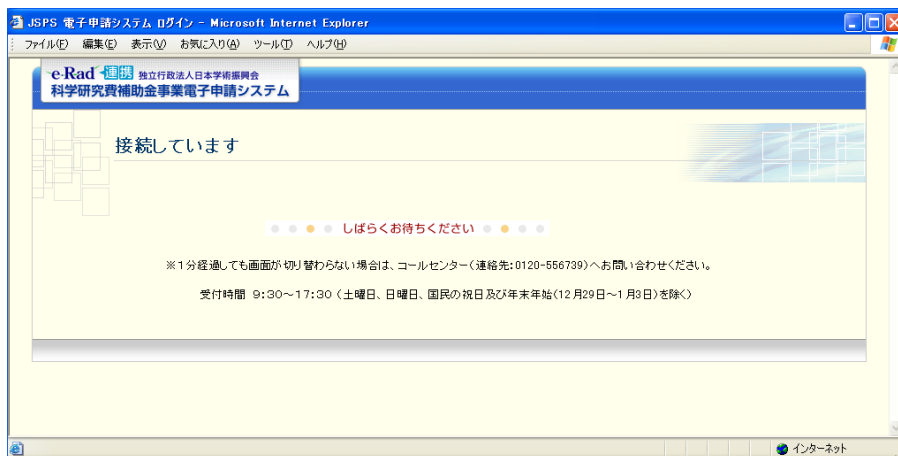 JSPS 電子申請システム ログイン - Microsoft Internet Explorer
ファイル(F) 編集(E) 表示(V) お気に入り(A) ツール(T) ヘルプ(H)
e-Rad 連携 独立行政法人日本学術振興会
科学研究費補助金事業電子申請システム
接続しています
しばらくお待ちください
※1分経過しても画面が切り替わらない場合は、コールセンター(連絡先:0120-556739)へお問い合わせください。
受付時間 9:30～17:30 (土曜日、日曜日、国民の祝日及び年末年始(12月29日～1月3日)を除く)
インターネット